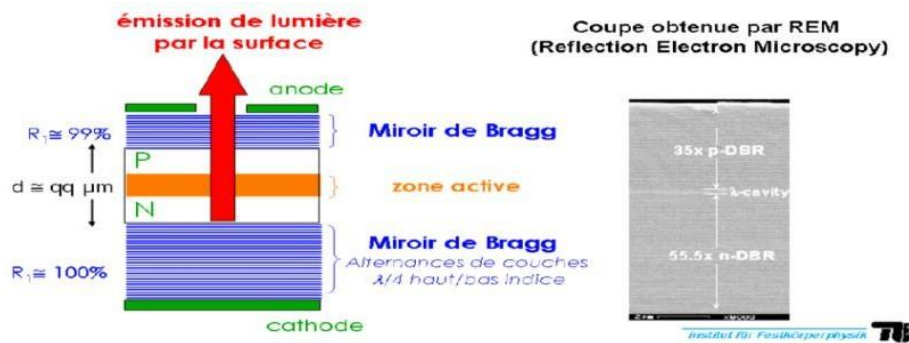 émission de lumière
par la surface
anode
R₁≅ 99%
Miroir de Bragg
P
d ≅ qq µm
zone active
N
Miroir de Bragg
R₁≅ 100%
Alternances de couches
λ/4 haut/bas indice
cathode
Coupe obtenue par REM
(Reflection Electron Microscopy)
35x p-DBR
λ-cavity
55.5x n-DBR
Institut für Festkörperphysik